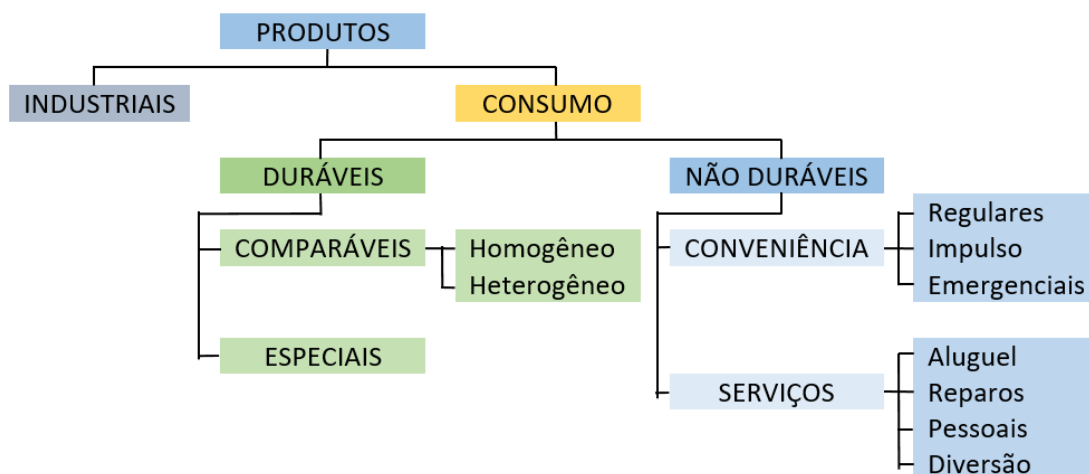 PRODUTOS
INDUSTRIAIS
CONSUMO
DURÁVEIS
NÃO DURÁVEIS
COMPARÁVEIS
Homogêneo
Heterogêneo
ESPECIAIS
CONVENIÊNCIA
Regulares
Impulso
Emergenciais
SERVIÇOS
Aluguel
Reparos
Pessoais
Diversão